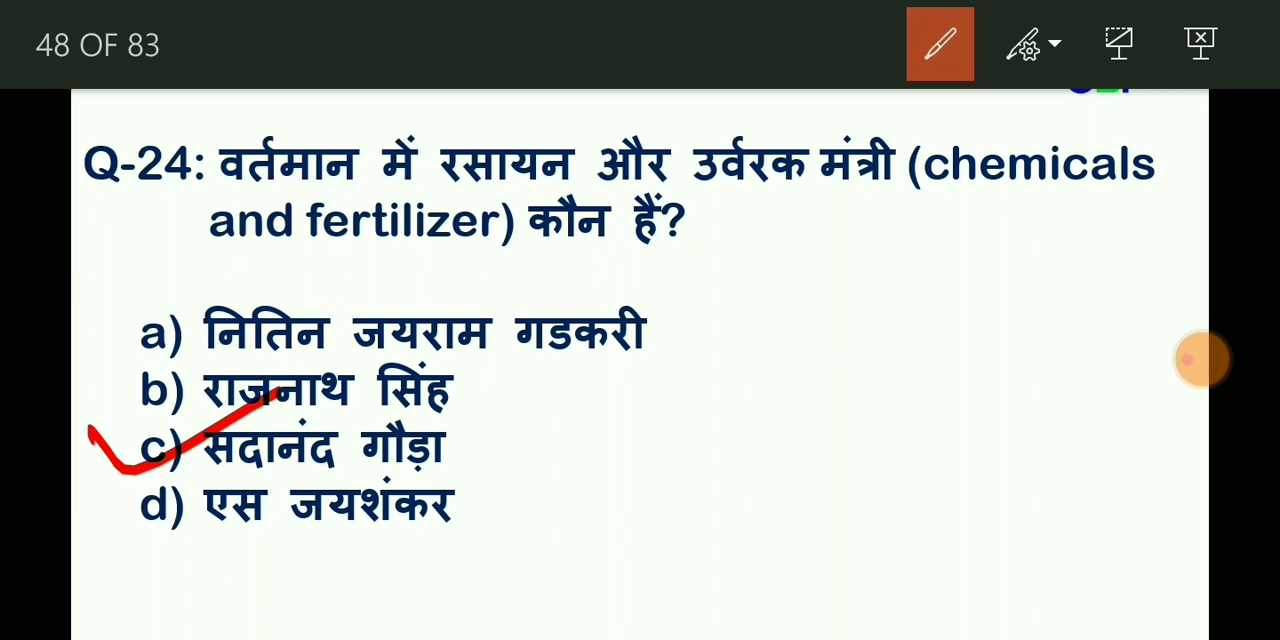 48 OF 83
Q-24: वर्तमान में रसायन और उर्वरक मंत्री (chemicals
and fertilizer) कौन हैं?
a) नितिन जयराम गडकरी
b) राजनाथ सिंह
c) सदानंद गौड़ा
d) एस जयशंकर